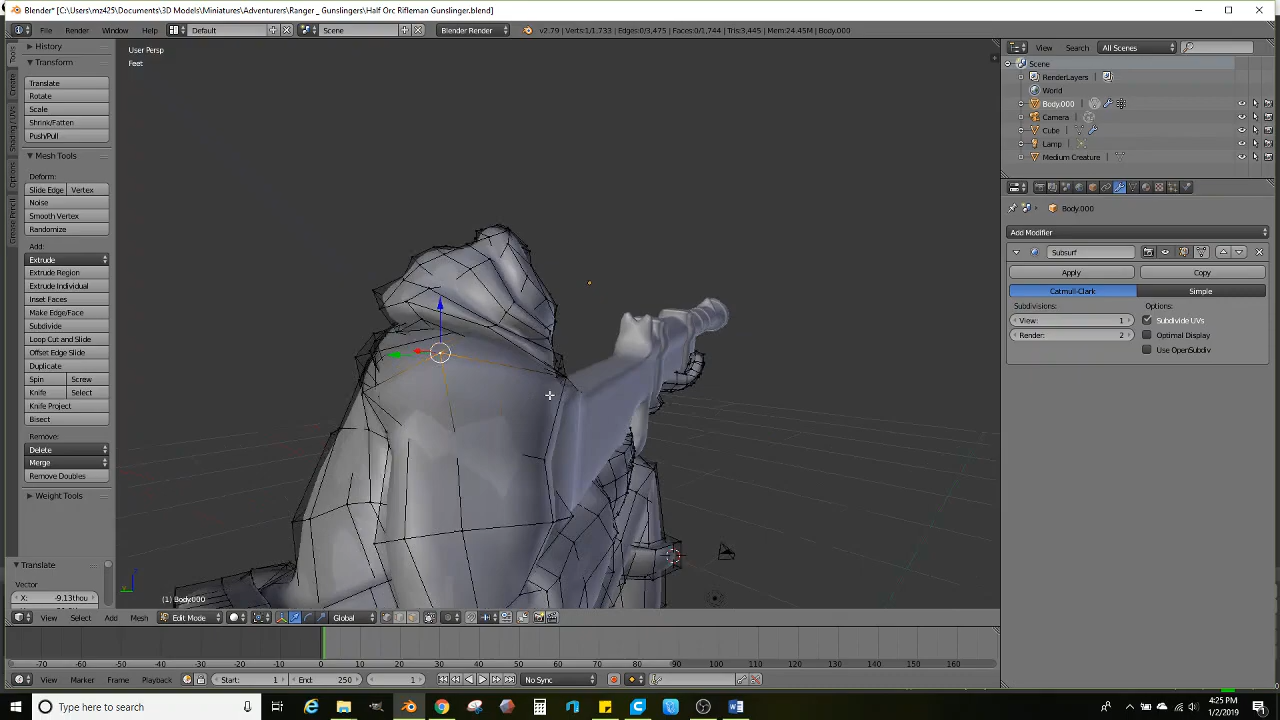 Blender* [C:\Users\mz425\Documents\3D Models\Miniatures\Adventurers\Ranger _ Gunslingers\Half Orc Rifleman Gunslinger.blend]
File Render Window Help Default Scene Blender Render v2.79 | Verts:1/1,733 | Edges:0/3,475 | Faces:0/1,744 | Tris:3,445 | Mem:24.45M | Body.000
View Search All Scenes
Tools
Create
Shading / UVs
Options
Grease Pencil
History
Transform
Translate
Rotate
Scale
Shrink/Fatten
Push/Pull
Mesh Tools
Deform:
Slide Edge Vertex
Noise
Smooth Vertex
Randomize
Add:
Extrude
Extrude Region
Extrude Individual
Inset Faces
Make Edge/Face
Subdivide
Loop Cut and Slide
Offset Edge Slide
Duplicate
Spin Screw
Knife Select
Knife Project
Bisect
Remove:
Delete
Merge
Remove Doubles
Weight Tools
Translate
Vector
X: -9.13thou
User Persp
Feet
(1) Body.000
Scene
RenderLayers
World
Body.000
Camera
Cube
Lamp
Medium Creature
Body.000
Add Modifier
Subsurf
Apply Copy
Catmull-Clark Simple
Subdivisions: Options:
View: 1 Subdivide UVs
Render: 2 Optimal Display
Use OpenSubdiv
View Select Add Mesh Edit Mode Global
-70 -60 -50 -40 -30 -20 -10 0 10 20 30 40 50 60 70 80 90 100 110 120 130 140 150 160
View Marker Frame Playback Start: 1 End: 250 1 No Sync
Type here to search
4:25 PM
1/2/2019